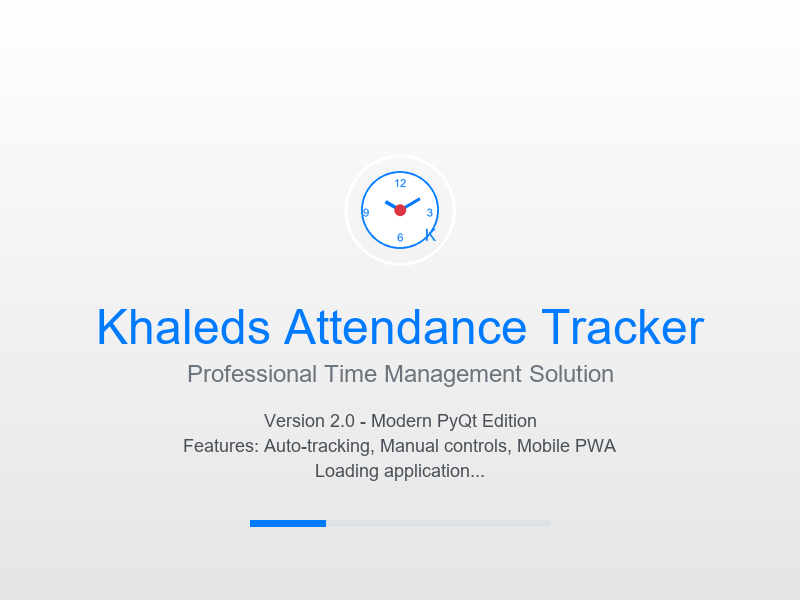 12
9
3
6
K
Khaleds Attendance Tracker
Professional Time Management Solution
Version 2.0 - Modern PyQt Edition
Features: Auto-tracking, Manual controls, Mobile PWA
Loading application...